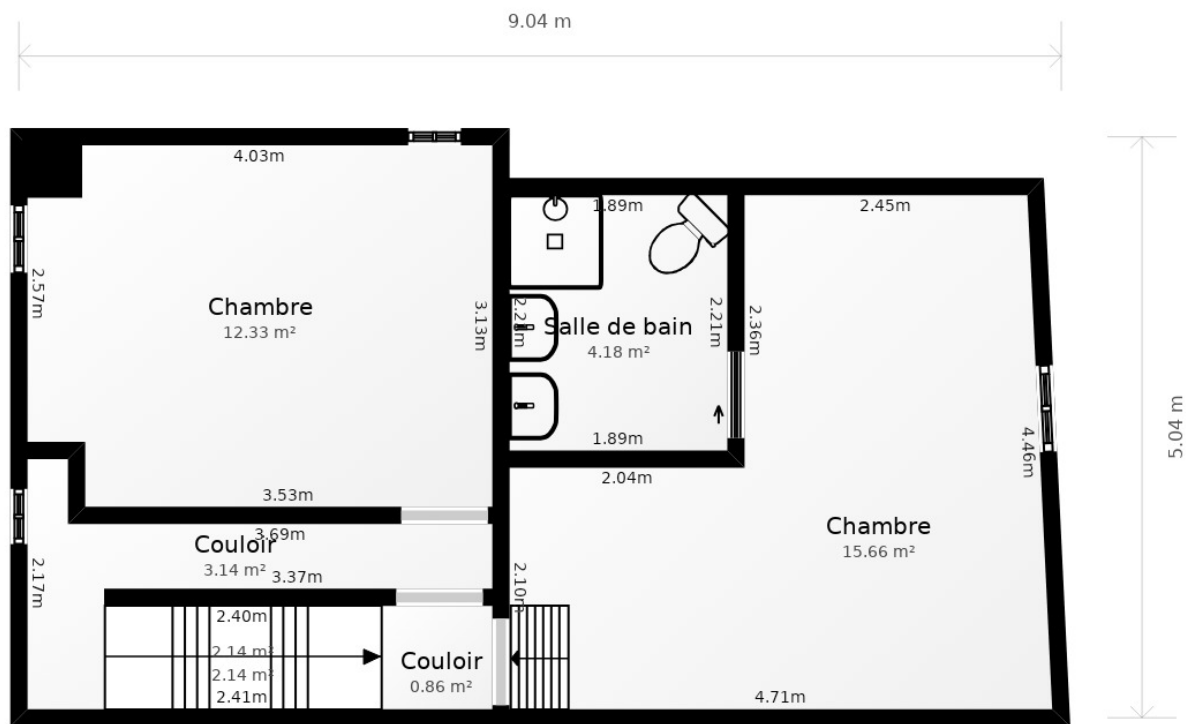 9.04 m
5.04 m
4.03m
2.57m
Chambre
12.33 m²
3.13m
3.53m
1.89m
2.21m
Salle de bain
4.18 m²
2.21m
1.89m
2.36m
2.45m
2.04m
4.46m
Chambre
15.66 m²
3.69m
Couloir
3.14 m²
3.37m
2.17m
2.10m
2.40m
2.14 m²
2.14 m²
2.41m
Couloir
0.86 m²
4.71m